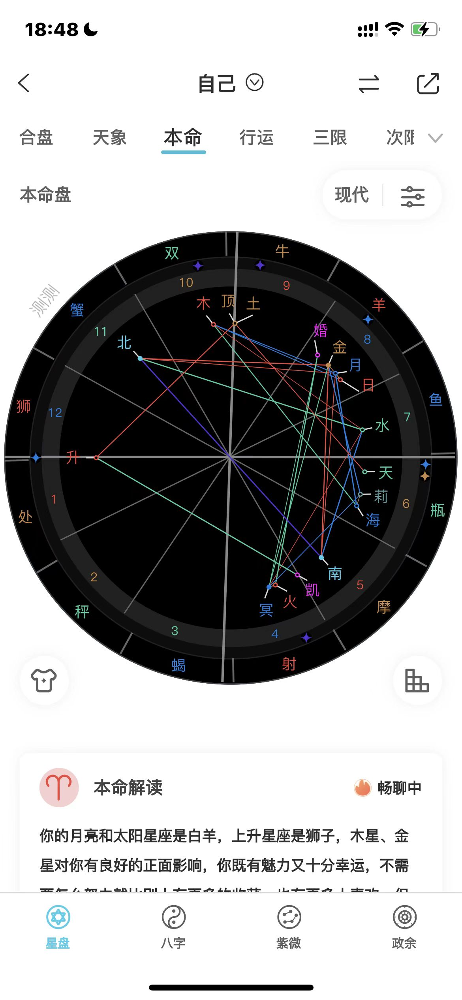 18:48
自己
合盘 天象 本命 行运 三限 次限
本命盘 现代
双 牛
10 9
木 顶 土
测测
蟹 羊
11 婚 8
北 金
月
日
狮 12 鱼
7
水
升
天
莉
1 6
处 海 瓶
南
2 5
凯
火
秤 冥 摩
3 4
蝎 射
本命解读 畅聊中
你的月亮和太阳星座是白羊，上升星座是狮子，木星、金
星对你有良好的正面影响，你既有魅力又十分幸运，不需
星盘 八字 紫微 政余